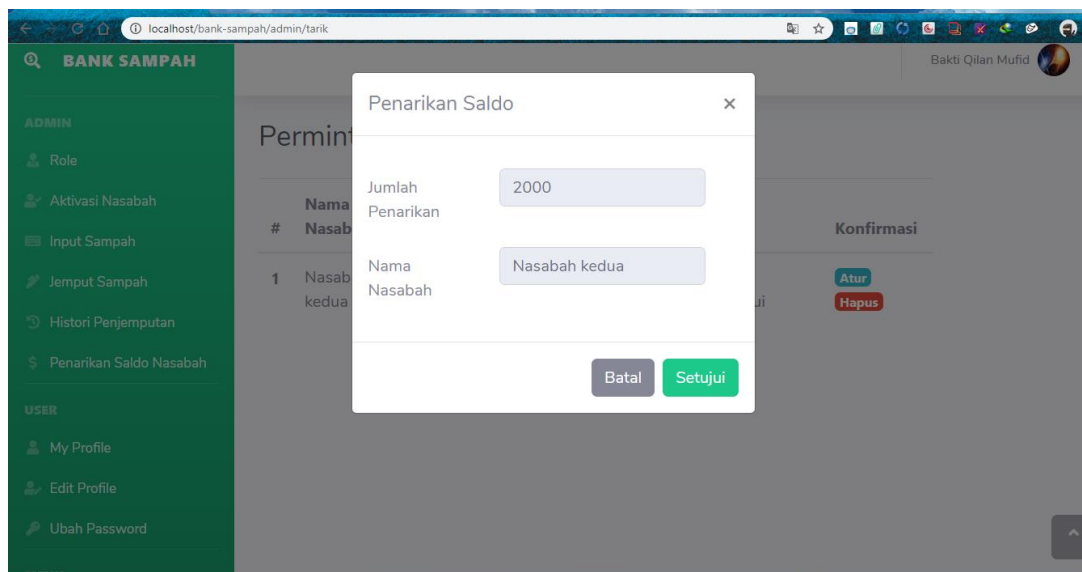 localhost/bank-sampah/admin/tarik
BANK SAMPAH
Bakti Qilan Mufid
ADMIN
Role
Aktivasi Nasabah
Input Sampah
Jemput Sampah
Histori Penjemputan
$ Penarikan Saldo Nasabah
USER
My Profile
Edit Profile
Ubah Password
Permin
# Nama
Nasab
Konfirmasi
1 Nasab
kedua
ui
Atur
Hapus
Penarikan Saldo ×
Jumlah
Penarikan
2000
Nama
Nasabah
Nasabah kedua
Batal Setujui